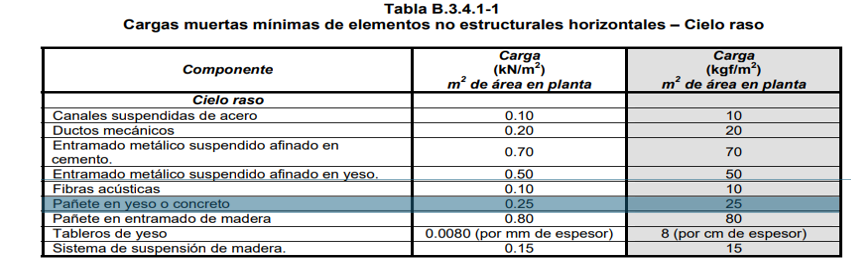 Tabla B.3.4.1-1
Cargas muertas mínimas de elementos no estructurales horizontales – Cielo raso
Componente Carga (kN/m²) m² de área en planta Carga (kgf/m²) m² de área en planta
Cielo raso
Canales suspendidas de acero 0.10 10
Ductos mecánicos 0.20 20
Entramado metálico suspendido afinado en cemento. 0.70 70
Entramado metálico suspendido afinado en yeso. 0.50 50
Fibras acústicas 0.10 10
Pañete en yeso o concreto 0.25 25
Pañete en entramado de madera 0.80 80
Tableros de yeso 0.0080 (por mm de espesor) 8 (por cm de espesor)
Sistema de suspensión de madera. 0.15 15